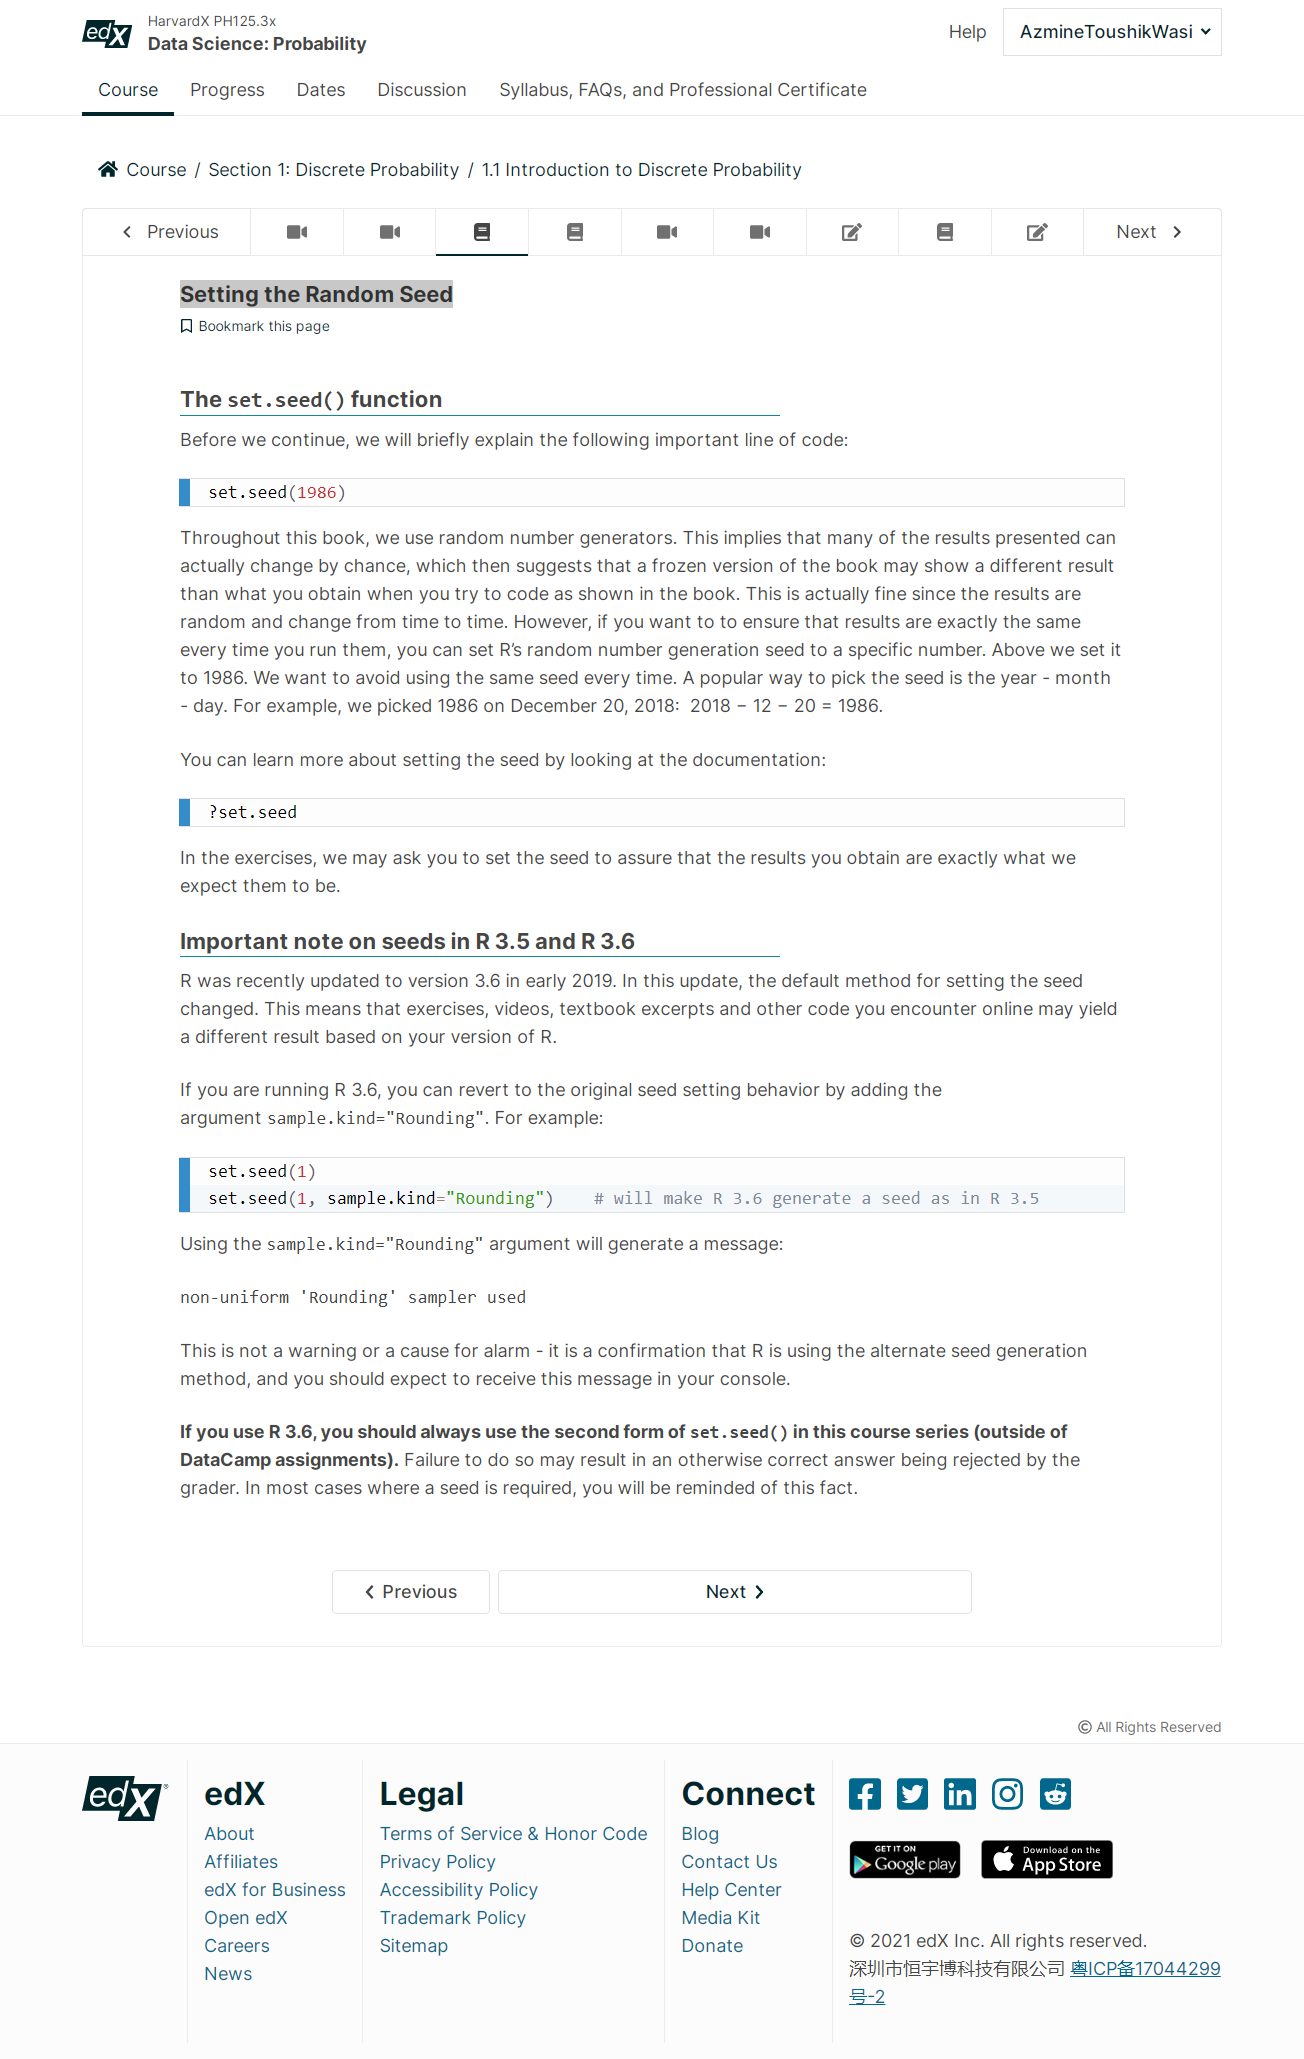 edX
HarvardX PH125.3x
Data Science: Probability
Help
AzmineToushikWasi
Course
Progress
Dates
Discussion
Syllabus, FAQs, and Professional Certificate
Course / Section 1: Discrete Probability / 1.1 Introduction to Discrete Probability
Previous
Next
Setting the Random Seed
Bookmark this page
The set.seed() function
Before we continue, we will briefly explain the following important line of code:
set.seed(1986)
Throughout this book, we use random number generators. This implies that many of the results presented can
actually change by chance, which then suggests that a frozen version of the book may show a different result
than what you obtain when you try to code as shown in the book. This is actually fine since the results are
random and change from time to time. However, if you want to to ensure that results are exactly the same
every time you run them, you can set R’s random number generation seed to a specific number. Above we set it
to 1986. We want to avoid using the same seed every time. A popular way to pick the seed is the year - month
- day. For example, we picked 1986 on December 20, 2018:  2018 − 12 − 20 = 1986.
You can learn more about setting the seed by looking at the documentation:
?set.seed
In the exercises, we may ask you to set the seed to assure that the results you obtain are exactly what we
expect them to be.
Important note on seeds in R 3.5 and R 3.6
R was recently updated to version 3.6 in early 2019. In this update, the default method for setting the seed
changed. This means that exercises, videos, textbook excerpts and other code you encounter online may yield
a different result based on your version of R.
If you are running R 3.6, you can revert to the original seed setting behavior by adding the
argument sample.kind="Rounding". For example:
set.seed(1)
set.seed(1, sample.kind="Rounding")    # will make R 3.6 generate a seed as in R 3.5
Using the sample.kind="Rounding" argument will generate a message:
non-uniform 'Rounding' sampler used
This is not a warning or a cause for alarm - it is a confirmation that R is using the alternate seed generation
method, and you should expect to receive this message in your console.
If you use R 3.6, you should always use the second form of set.seed() in this course series (outside of
DataCamp assignments). Failure to do so may result in an otherwise correct answer being rejected by the
grader. In most cases where a seed is required, you will be reminded of this fact.
Previous
Next
© All Rights Reserved
edX®
edX
About
Affiliates
edX for Business
Open edX
Careers
News
Legal
Terms of Service & Honor Code
Privacy Policy
Accessibility Policy
Trademark Policy
Sitemap
Connect
Blog
Contact Us
Help Center
Media Kit
Donate
GET IT ON
Google play
Download on the
App Store
© 2021 edX Inc. All rights reserved.
深圳市恒宇博科技有限公司 粤ICP备17044299
号-2